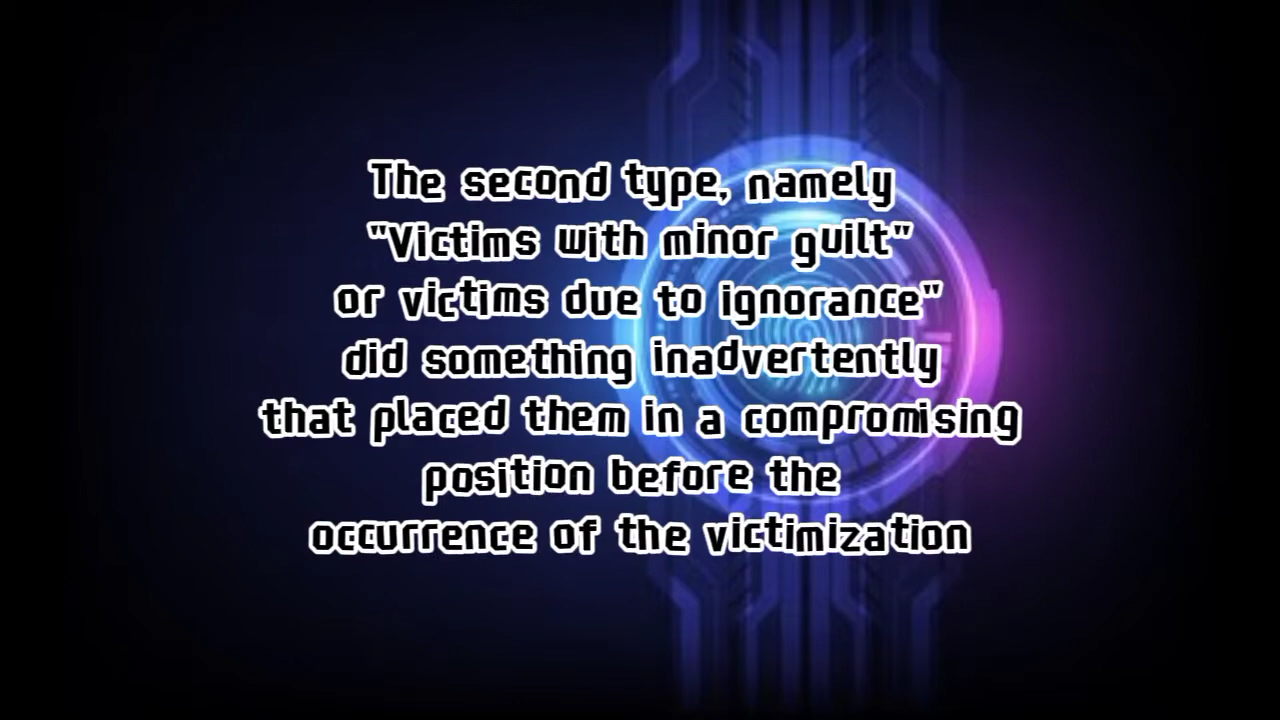 The second type, namely
"Victims with minor guilt"
or victims due to ignorance"
did something inadvertently
that placed them in a compromising
position before the
occurrence of the victimization